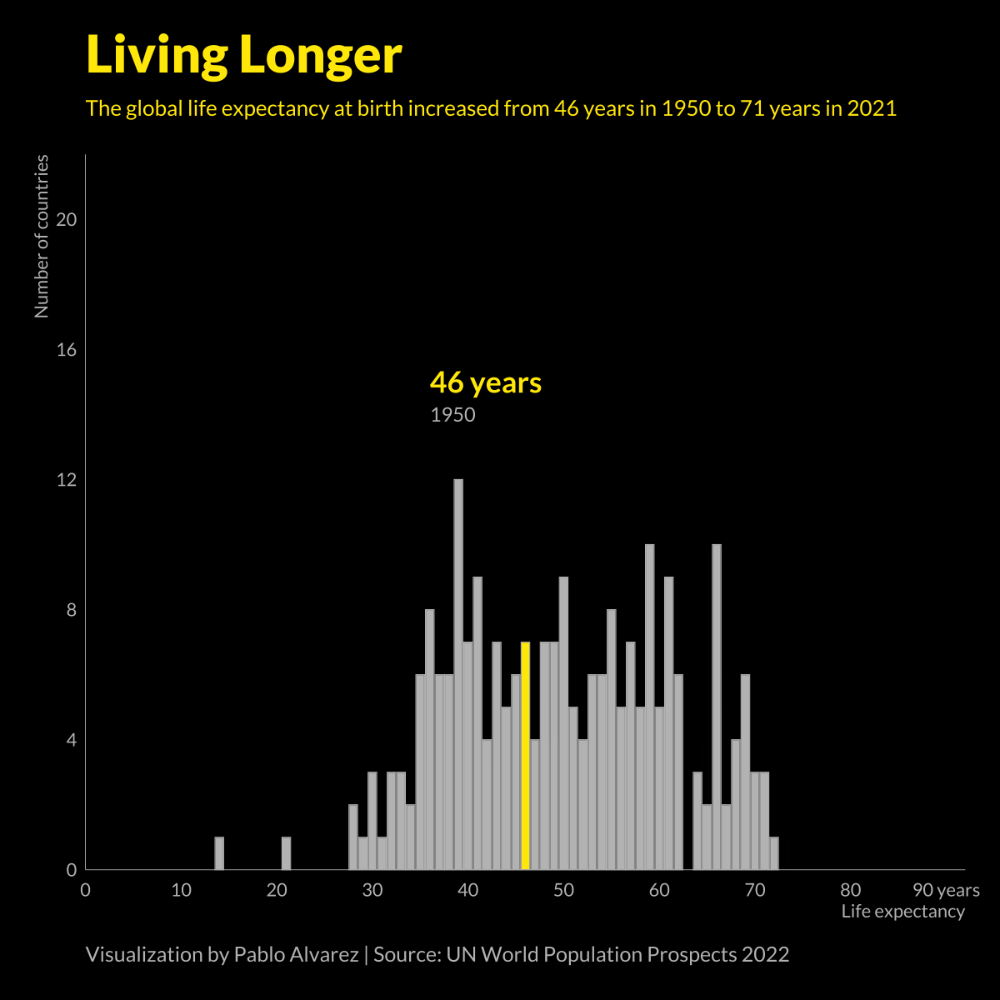 Living Longer
The global life expectancy at birth increased from 46 years in 1950 to 71 years in 2021
Number of countries
20
16
12
8
4
0
46 years
1950
0 10 20 30 40 50 60 70 80 90 years
Life expectancy
Visualization by Pablo Alvarez | Source: UN World Population Prospects 2022